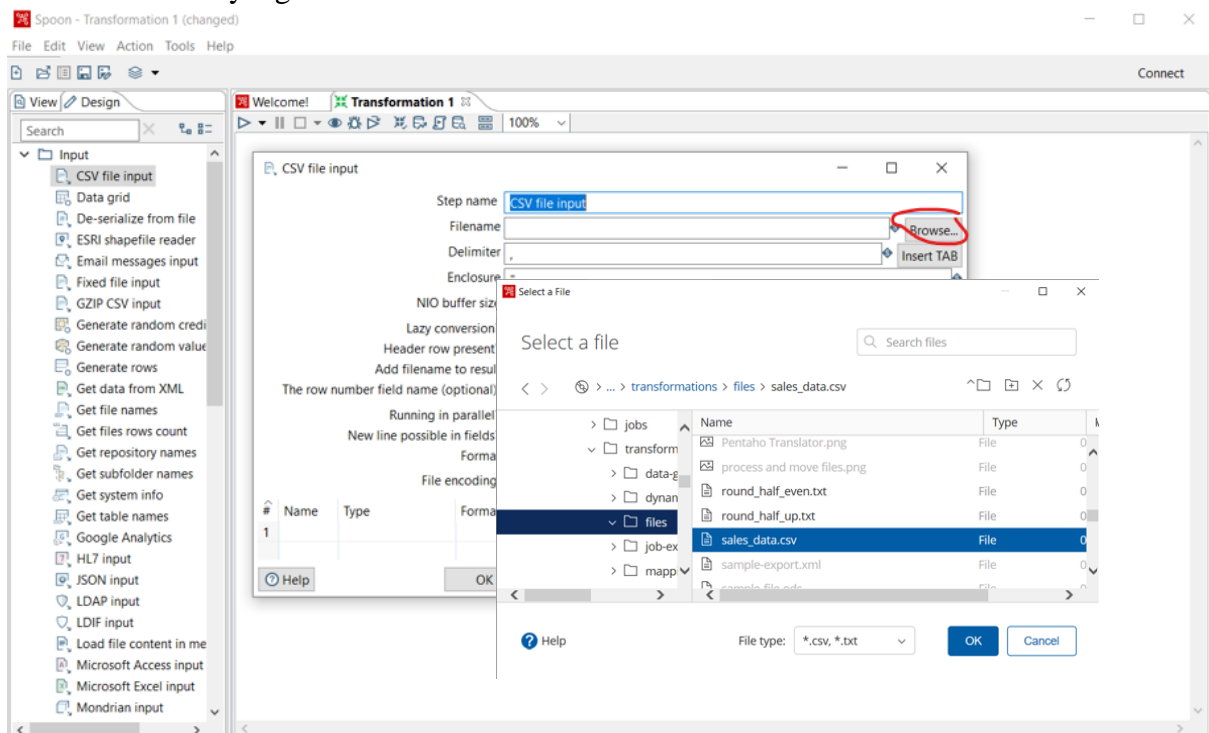 Spoon - Transformation 1 (changed)
File Edit View Action Tools Help
Connect
View Design
Welcome! Transformation 1
Search
100%
Input
CSV file input
Data grid
De-serialize from file
ESRI shapefile reader
Email messages input
Fixed file input
GZIP CSV input
Generate random credi
Generate random value
Generate rows
Get data from XML
Get file names
Get files rows count
Get repository names
Get subfolder names
Get system info
Get table names
Google Analytics
HL7 input
JSON input
LDAP input
LDIF input
Load file content in me
Microsoft Access input
Microsoft Excel input
Mondrian input
CSV file input
Step name CSV file input
Filename Browse...
Delimiter , Insert TAB
Enclosure "
NIO buffer size
Lazy conversion
Header row present
Add filename to resul
The row number field name (optional)
Running in parallel
New line possible in fields
Forma
File encoding
# Name Type Forma
1
Help OK
Select a File
Select a file
Search files
> ... > transformations > files > sales_data.csv
jobs
transform
data-g
dynan
files
job-ex
mapp
Name Type
Pentaho Translator.png File 0
process and move files.png File 0
round_half_even.txt File 0
round_half_up.txt File 0
sales_data.csv File 0
sample-export.xml File 0
Help File type: *.csv, *.txt OK Cancel